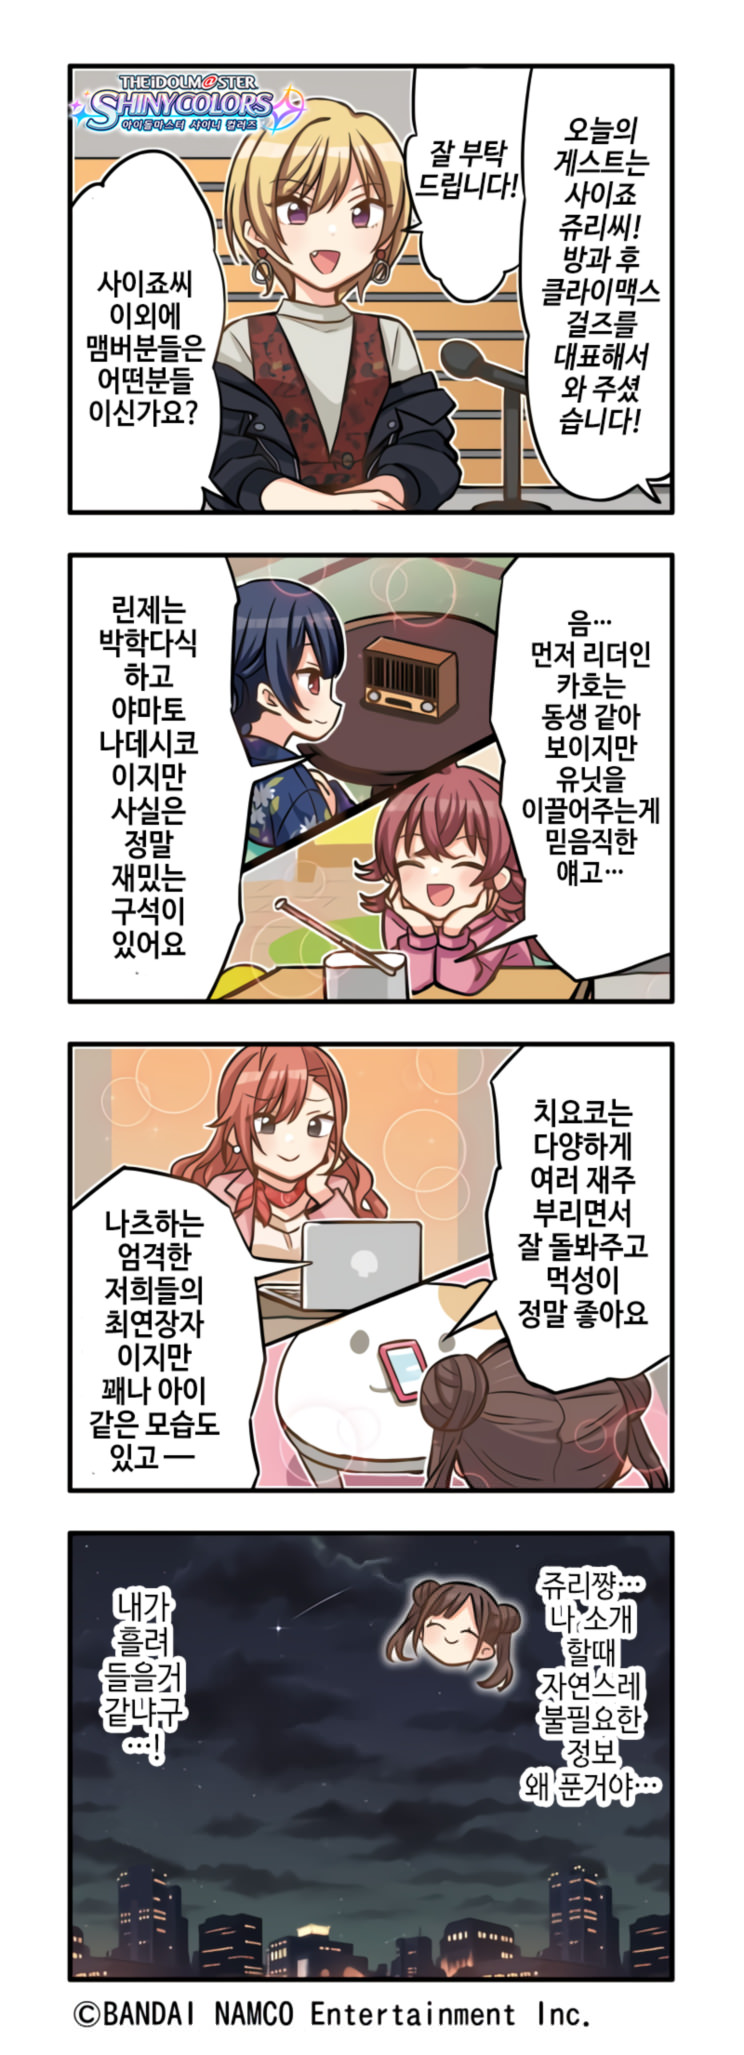 THE iDOLM@STER
SHINY COLORS
아이돌마스터 샤이니 컬러즈
오늘의
게스트는
사이죠
쥬리씨!
방과 후
클라이맥스
걸즈를
대표해서
와 주셨
습니다!
잘 부탁
드립니다!
사이죠씨
이외에
맴버분들은
어떤분들
이신가요?
음…
먼저 리더인
카호는
동생 같아
보이지만
유닛을
이끌어주는게
믿음직한
얘고…
린제는
박학다식
하고
야마토
나데시코
이지만
사실은
정말
재밌는
구석이
있어요
치요코는
다양하게
여러 재주
부리면서
잘 돌봐주고
먹성이
정말 좋아요
나츠하는
엄격한
저희들의
최연장자
이지만
꽤나 아이
같은 모습도
있고 ──
쥬리쨩…
나 소개
할때
자연스레
불필요한
정보
왜 푼거야…
내가
흘려
들을거
같냐구
…!
©BANDAI NAMCO Entertainment Inc.